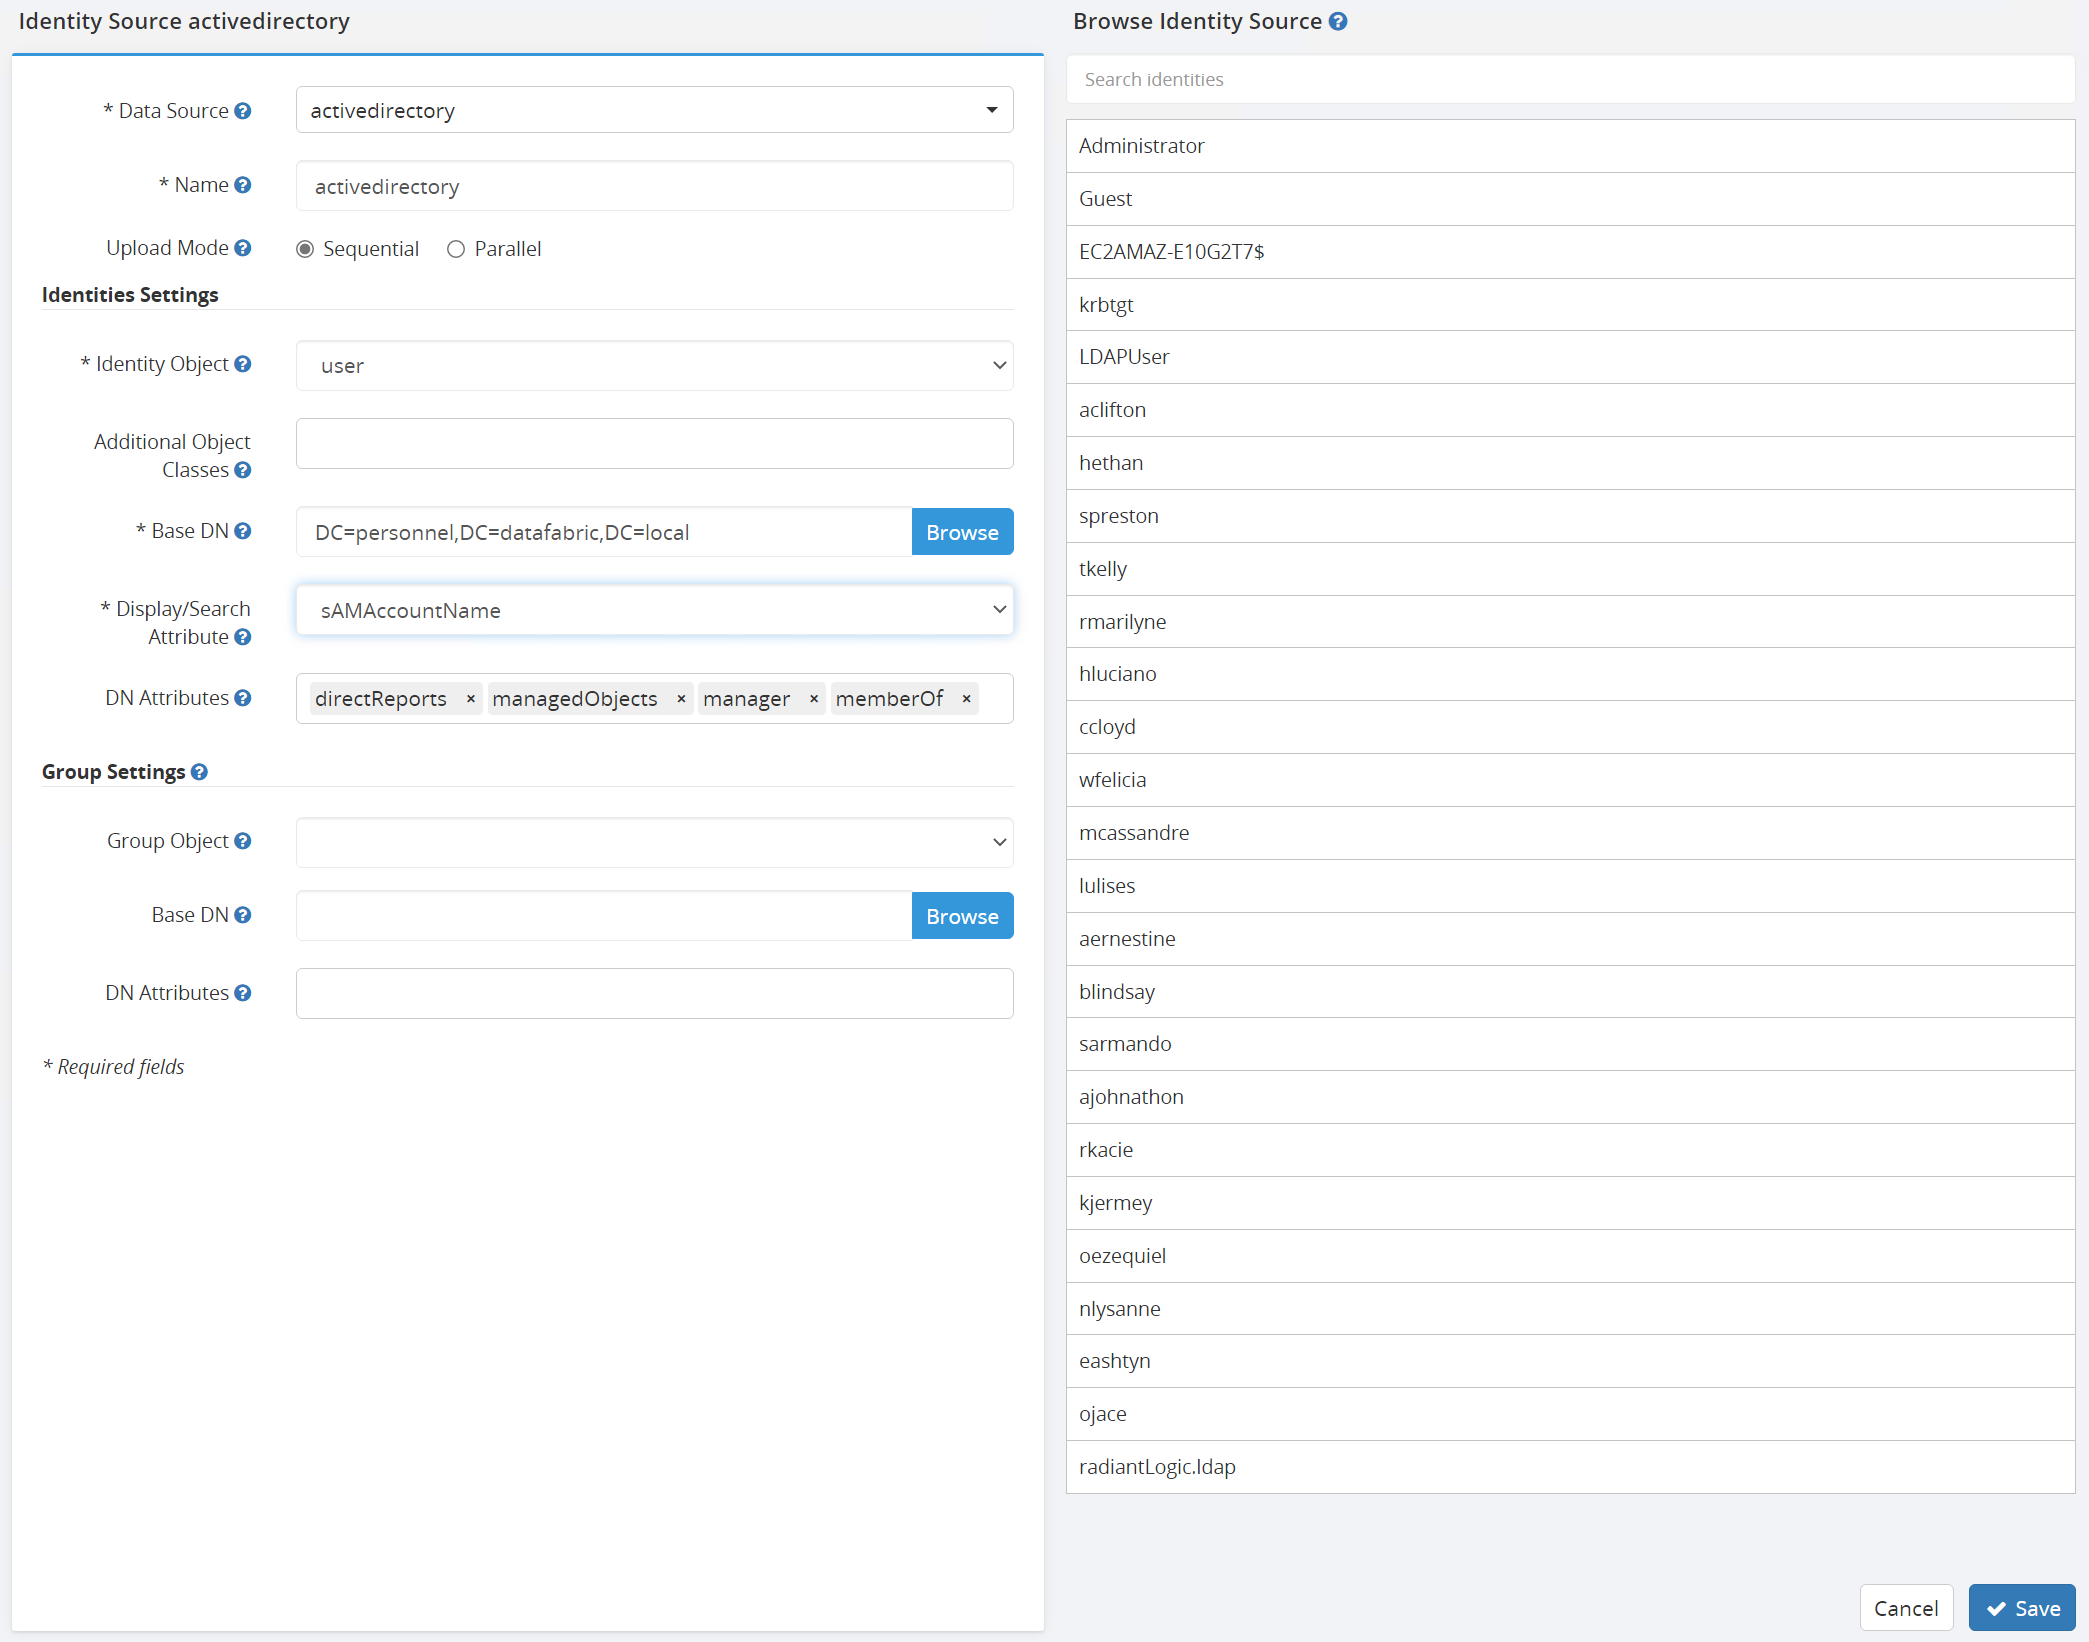 Identity Source activedirectory
* Data Source
activedirectory
* Name
activedirectory
Upload Mode
Sequential
Parallel
Identities Settings
* Identity Object
user
Additional Object
Classes
* Base DN
DC=personnel,DC=datafabric,DC=local
Browse
* Display/Search
Attribute
sAMAccountName
DN Attributes
directReports × managedObjects × manager × memberOf ×
Group Settings
Group Object
Base DN
Browse
DN Attributes
* Required fields
Browse Identity Source
Search identities
Administrator
Guest
EC2AMAZ-E10G2T7$
krbtgt
LDAPUser
aclifton
hethan
spreston
tkelly
rmarilyne
hluciano
ccloyd
wfelicia
mcassandre
lulises
aernestine
blindsay
sarmando
ajohnathon
rkacie
kjermey
oezequiel
nlysanne
eashtyn
ojace
radiantLogic.ldap
Cancel
Save